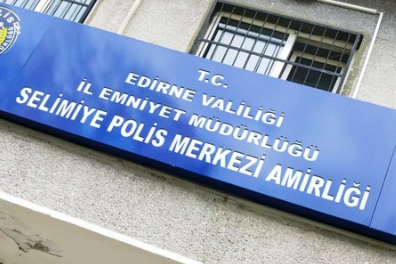 T.C.
EDİRNE VALİLİĞİ
İL EMNİYET MÜDÜRLÜĞÜ
SELİMİYE POLİS MERKEZİ AMİRLİĞİ